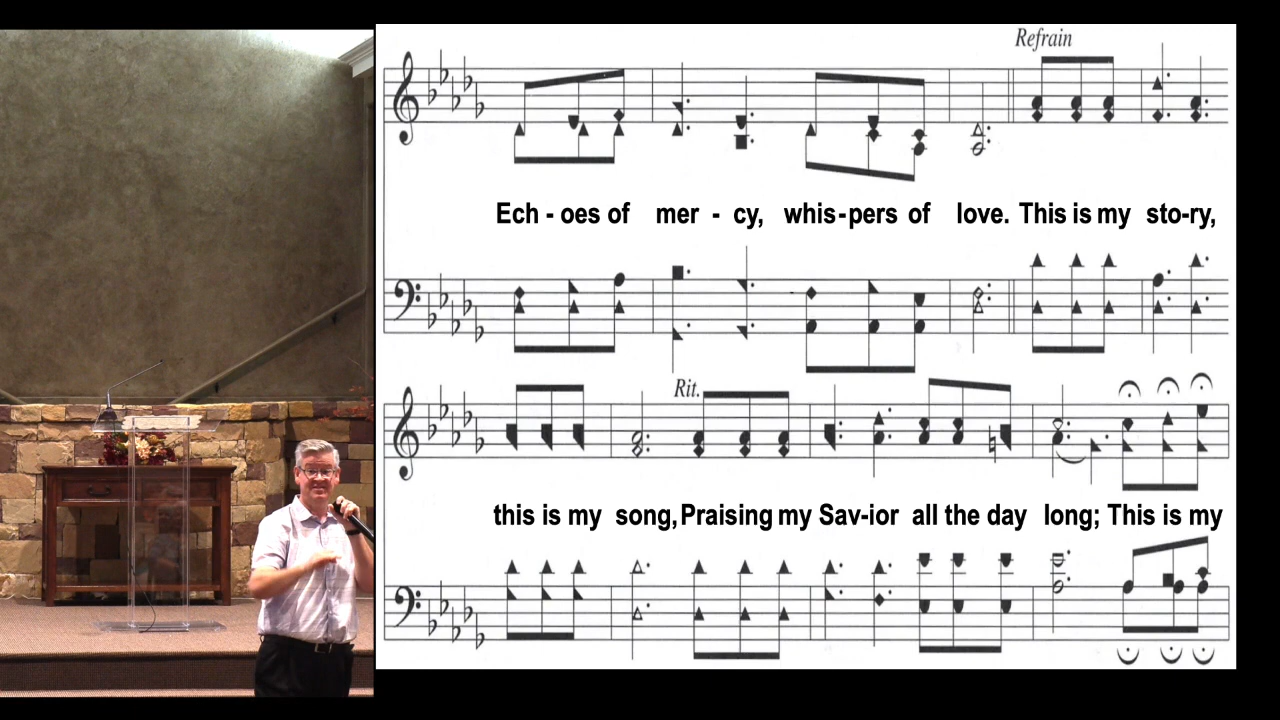 Refrain
Ech - oes of mer - cy, whis-pers of love. This is my sto-ry,
Rit.
this is my song, Praising my Sav-ior all the day long; This is my